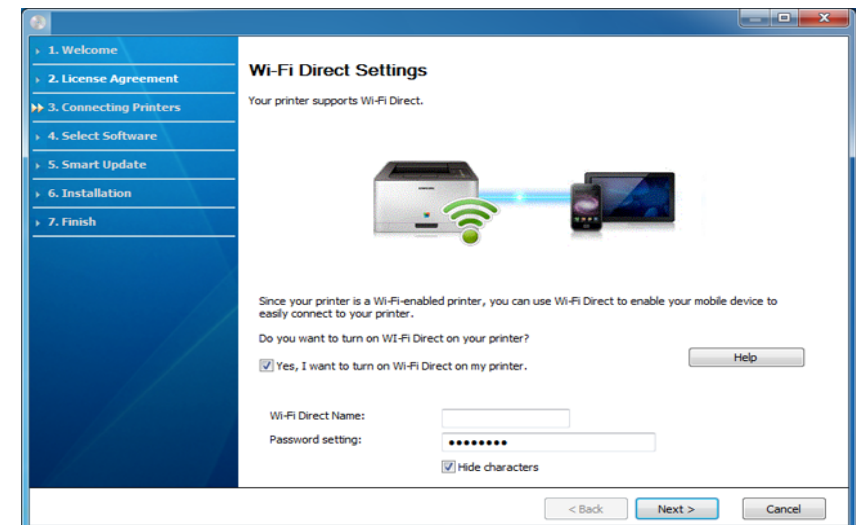 1. Welcome
2. License Agreement
3. Connecting Printers
4. Select Software
5. Smart Update
6. Installation
7. Finish
Wi-Fi Direct Settings
Your printer supports Wi-Fi Direct.
SAMSUNG
Since your printer is a Wi-Fi-enabled printer, you can use Wi-Fi Direct to enable your mobile device to
easily connect to your printer.
Do you want to turn on WI-Fi Direct on your printer?
Yes, I want to turn on Wi-Fi Direct on my printer.
Help
Wi-Fi Direct Name:
Password setting:
●●●●●●●●
Hide characters
< Back
Next >
Cancel